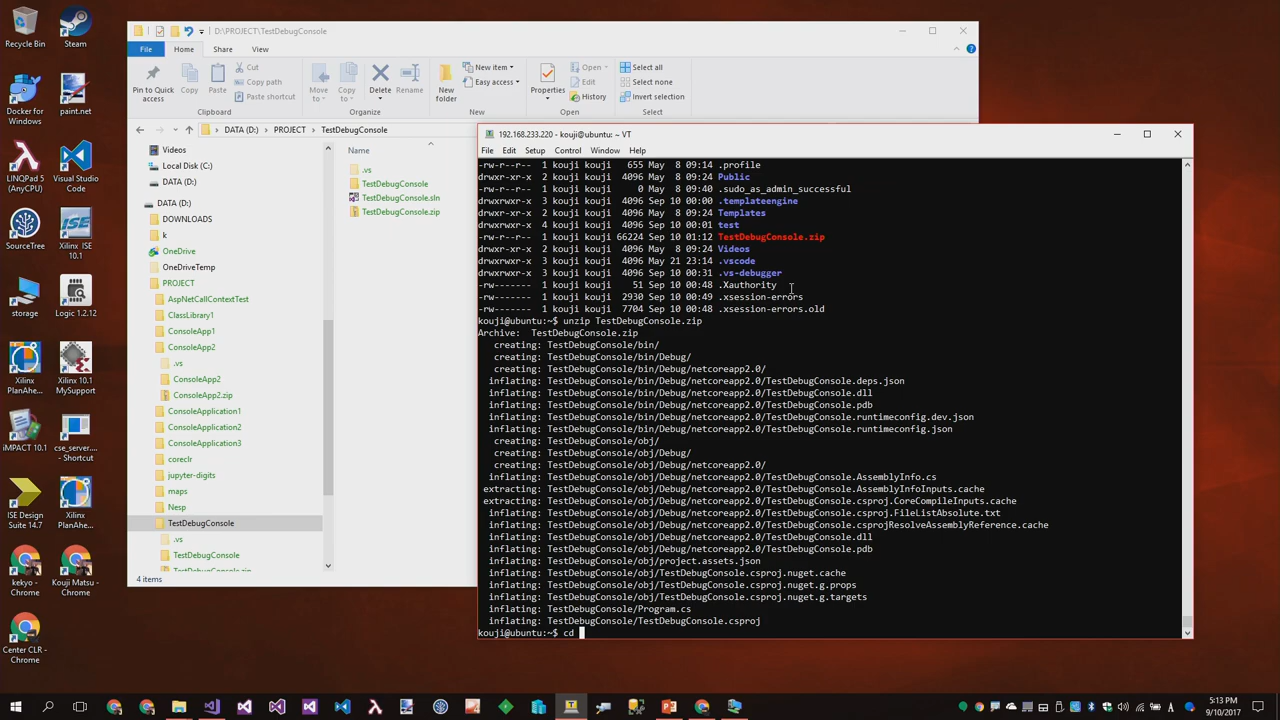 Recycle Bin
Steam
Docker for Windows
paint.net
LINQPad 5 (AnyCPU)
Visual Studio Code
SourceTree
Xilinx ISE 10.1
storage
Logic 1.2.12
Xilinx PlanAhe...
Xilinx 10.1 MySupport
iMPACT 10.1
cse_server.... - Shortcut
ISE Design Suite 14.7
Xilinx PlanAhe...
kekyo - Chrome
Kouji Matsu - Chrome
Center CLR - Chrome
D:\PROJECT\TestDebugConsole
File Home Share View
Pin to Quick access
Copy
Paste
Cut
Copy path
Paste shortcut
Clipboard
Move to
Copy to
Delete
Rename
Organize
New folder
New item
Easy access
New
Properties
Open
Edit
History
Open
Select all
Select none
Invert selection
Select
DATA (D:) PROJECT TestDebugConsole
Videos
Local Disk (C:)
DATA (D:)
DATA (D:)
DOWNLOADS
k
OneDrive
OneDriveTemp
PROJECT
AspNetCallContextTest
ClassLibrary1
ConsoleApp1
ConsoleApp2
.vs
ConsoleApp2
ConsoleApp2.zip
ConsoleApplication1
ConsoleApplication2
ConsoleApplication3
coreclr
jupyter-digits
maps
Nesp
TestDebugConsole
.vs
TestDebugConsole
TestDebugConsole.zip
Name
.vs
TestDebugConsole
TestDebugConsole.sln
TestDebugConsole.zip
4 items
192.168.233.220 - kouji@ubuntu: ~ VT
File Edit Setup Control Window Help
-rw-r--r-- 1 kouji kouji 655 May 8 09:14 .profile
drwxr-xr-x 2 kouji kouji 4096 May 8 09:24 Public
-rw-r--r-- 1 kouji kouji 0 May 8 09:40 .sudo_as_admin_successful
drwxrwxr-x 3 kouji kouji 4096 Sep 10 00:00 .templateengine
drwxr-xr-x 2 kouji kouji 4096 May 8 09:24 Templates
drwxrwxr-x 4 kouji kouji 4096 Sep 10 00:01 test
-rw-r--r-- 1 kouji kouji 66224 Sep 10 01:12 TestDebugConsole.zip
drwxr-xr-x 2 kouji kouji 4096 May 8 09:24 Videos
drwxrwxr-x 3 kouji kouji 4096 May 21 23:14 .vscode
drwxrwxr-x 3 kouji kouji 4096 Sep 10 00:31 .vs-debugger
-rw------- 1 kouji kouji 51 Sep 10 00:48 .Xauthority
-rw------- 1 kouji kouji 2930 Sep 10 00:49 .xsession-errors
-rw------- 1 kouji kouji 7704 Sep 10 00:48 .xsession-errors.old
kouji@ubuntu:~$ unzip TestDebugConsole.zip
Archive: TestDebugConsole.zip
creating: TestDebugConsole/bin/
creating: TestDebugConsole/bin/Debug/
creating: TestDebugConsole/bin/Debug/netcoreapp2.0/
inflating: TestDebugConsole/bin/Debug/netcoreapp2.0/TestDebugConsole.deps.json
inflating: TestDebugConsole/bin/Debug/netcoreapp2.0/TestDebugConsole.dll
inflating: TestDebugConsole/bin/Debug/netcoreapp2.0/TestDebugConsole.pdb
inflating: TestDebugConsole/bin/Debug/netcoreapp2.0/TestDebugConsole.runtimeconfig.dev.json
inflating: TestDebugConsole/bin/Debug/netcoreapp2.0/TestDebugConsole.runtimeconfig.json
creating: TestDebugConsole/obj/
creating: TestDebugConsole/obj/Debug/
creating: TestDebugConsole/obj/Debug/netcoreapp2.0/
inflating: TestDebugConsole/obj/Debug/netcoreapp2.0/TestDebugConsole.AssemblyInfo.cs
extracting: TestDebugConsole/obj/Debug/netcoreapp2.0/TestDebugConsole.AssemblyInfoInputs.cache
extracting: TestDebugConsole/obj/Debug/netcoreapp2.0/TestDebugConsole.csproj.CoreCompileInputs.cache
inflating: TestDebugConsole/obj/Debug/netcoreapp2.0/TestDebugConsole.csproj.FileListAbsolute.txt
inflating: TestDebugConsole/obj/Debug/netcoreapp2.0/TestDebugConsole.csprojResolveAssemblyReference.cache
inflating: TestDebugConsole/obj/Debug/netcoreapp2.0/TestDebugConsole.dll
inflating: TestDebugConsole/obj/Debug/netcoreapp2.0/TestDebugConsole.pdb
inflating: TestDebugConsole/obj/project.assets.json
inflating: TestDebugConsole/obj/TestDebugConsole.csproj.nuget.cache
inflating: TestDebugConsole/obj/TestDebugConsole.csproj.nuget.g.props
inflating: TestDebugConsole/obj/TestDebugConsole.csproj.nuget.g.targets
inflating: TestDebugConsole/Program.cs
inflating: TestDebugConsole/TestDebugConsole.csproj
kouji@ubuntu:~$ cd
5:13 PM
9/10/2017